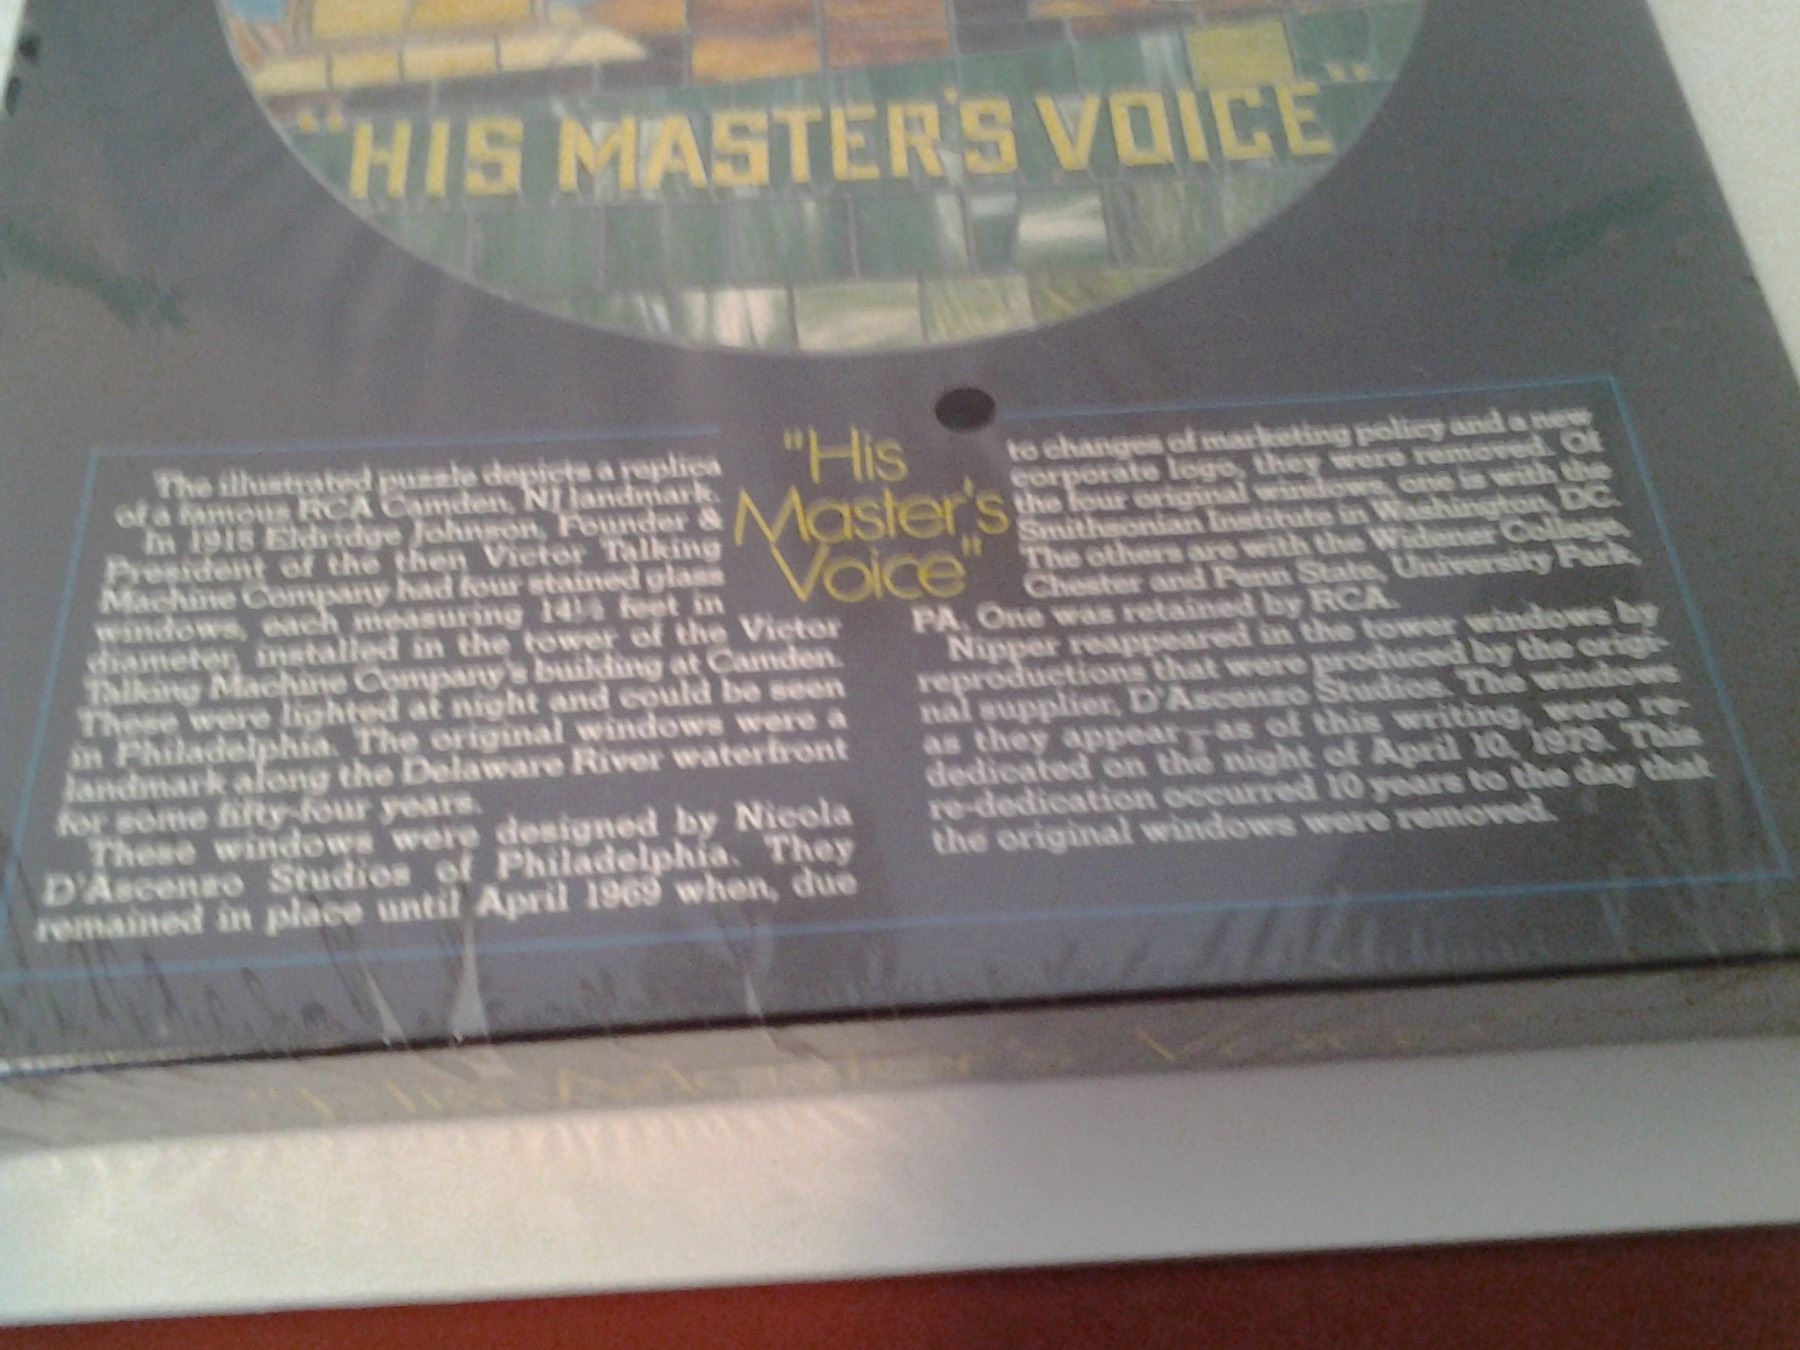 "HIS MASTER'S VOICE"
"His
Master's
Voice"
The illustrated puzzle depicts a replica
of a famous RCA Camden, NJ landmark.
In 1915 Eldridge Johnson, Founder &
President of the then Victor Talking
Machine Company had four stained glass
windows, each measuring 14½ feet in
diameter, installed in the tower of the Victor
Talking Machine Company's building at Camden.
These were lighted at night and could be seen
in Philadelphia. The original windows were a
landmark along the Delaware River waterfront
for some fifty-four years.
These windows were designed by Nicola
D'Ascenzo Studios of Philadelphia. They
remained in place until April 1969 when, due
to changes of marketing policy and a new
corporate logo, they were removed. Of
the four original windows, one is with the
Smithsonian Institute in Washington, DC.
The others are with the Widener College,
Chester and Penn State, University Park,
PA. One was retained by RCA.
Nipper reappeared in the tower windows by
reproductions that were produced by the origi-
nal supplier, D'Ascenzo Studios. The windows
as they appear—as of this writing, were re-
dedicated on the night of April 10, 1979. This
re-dedication occurred 10 years to the day that
the original windows were removed.
"His Master's Voice"